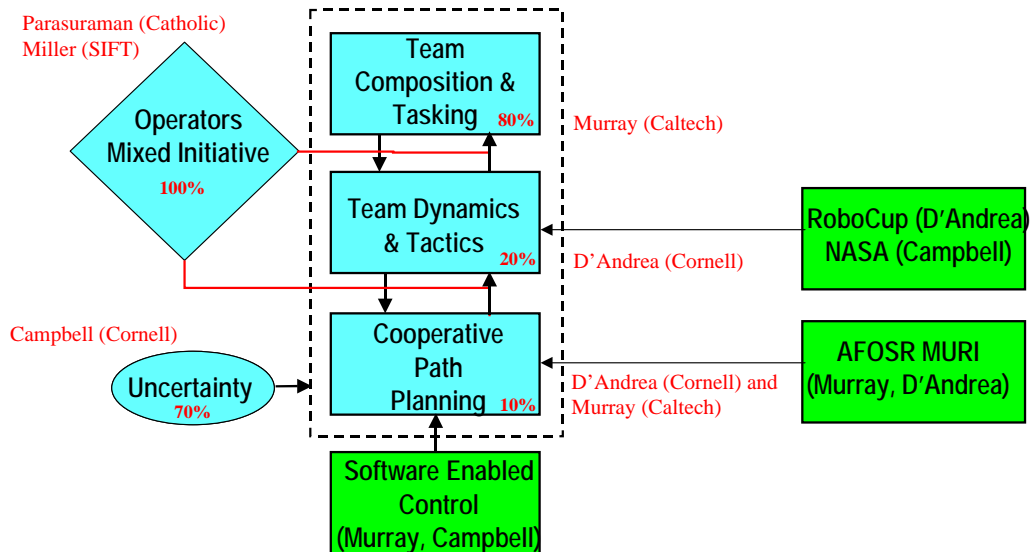 Parasuraman (Catholic)
Miller (SIFT)
Operators
Mixed Initiative
100%
Team
Composition &
Tasking
80%
Murray (Caltech)
Team Dynamics
& Tactics
20%
D’Andrea (Cornell)
RoboCup (D’Andrea)
NASA (Campbell)
Campbell (Cornell)
Uncertainty
70%
Cooperative
Path
Planning
10%
D’Andrea (Cornell) and
Murray (Caltech)
AFOSR MURI
(Murray, D’Andrea)
Software Enabled
Control
(Murray, Campbell)